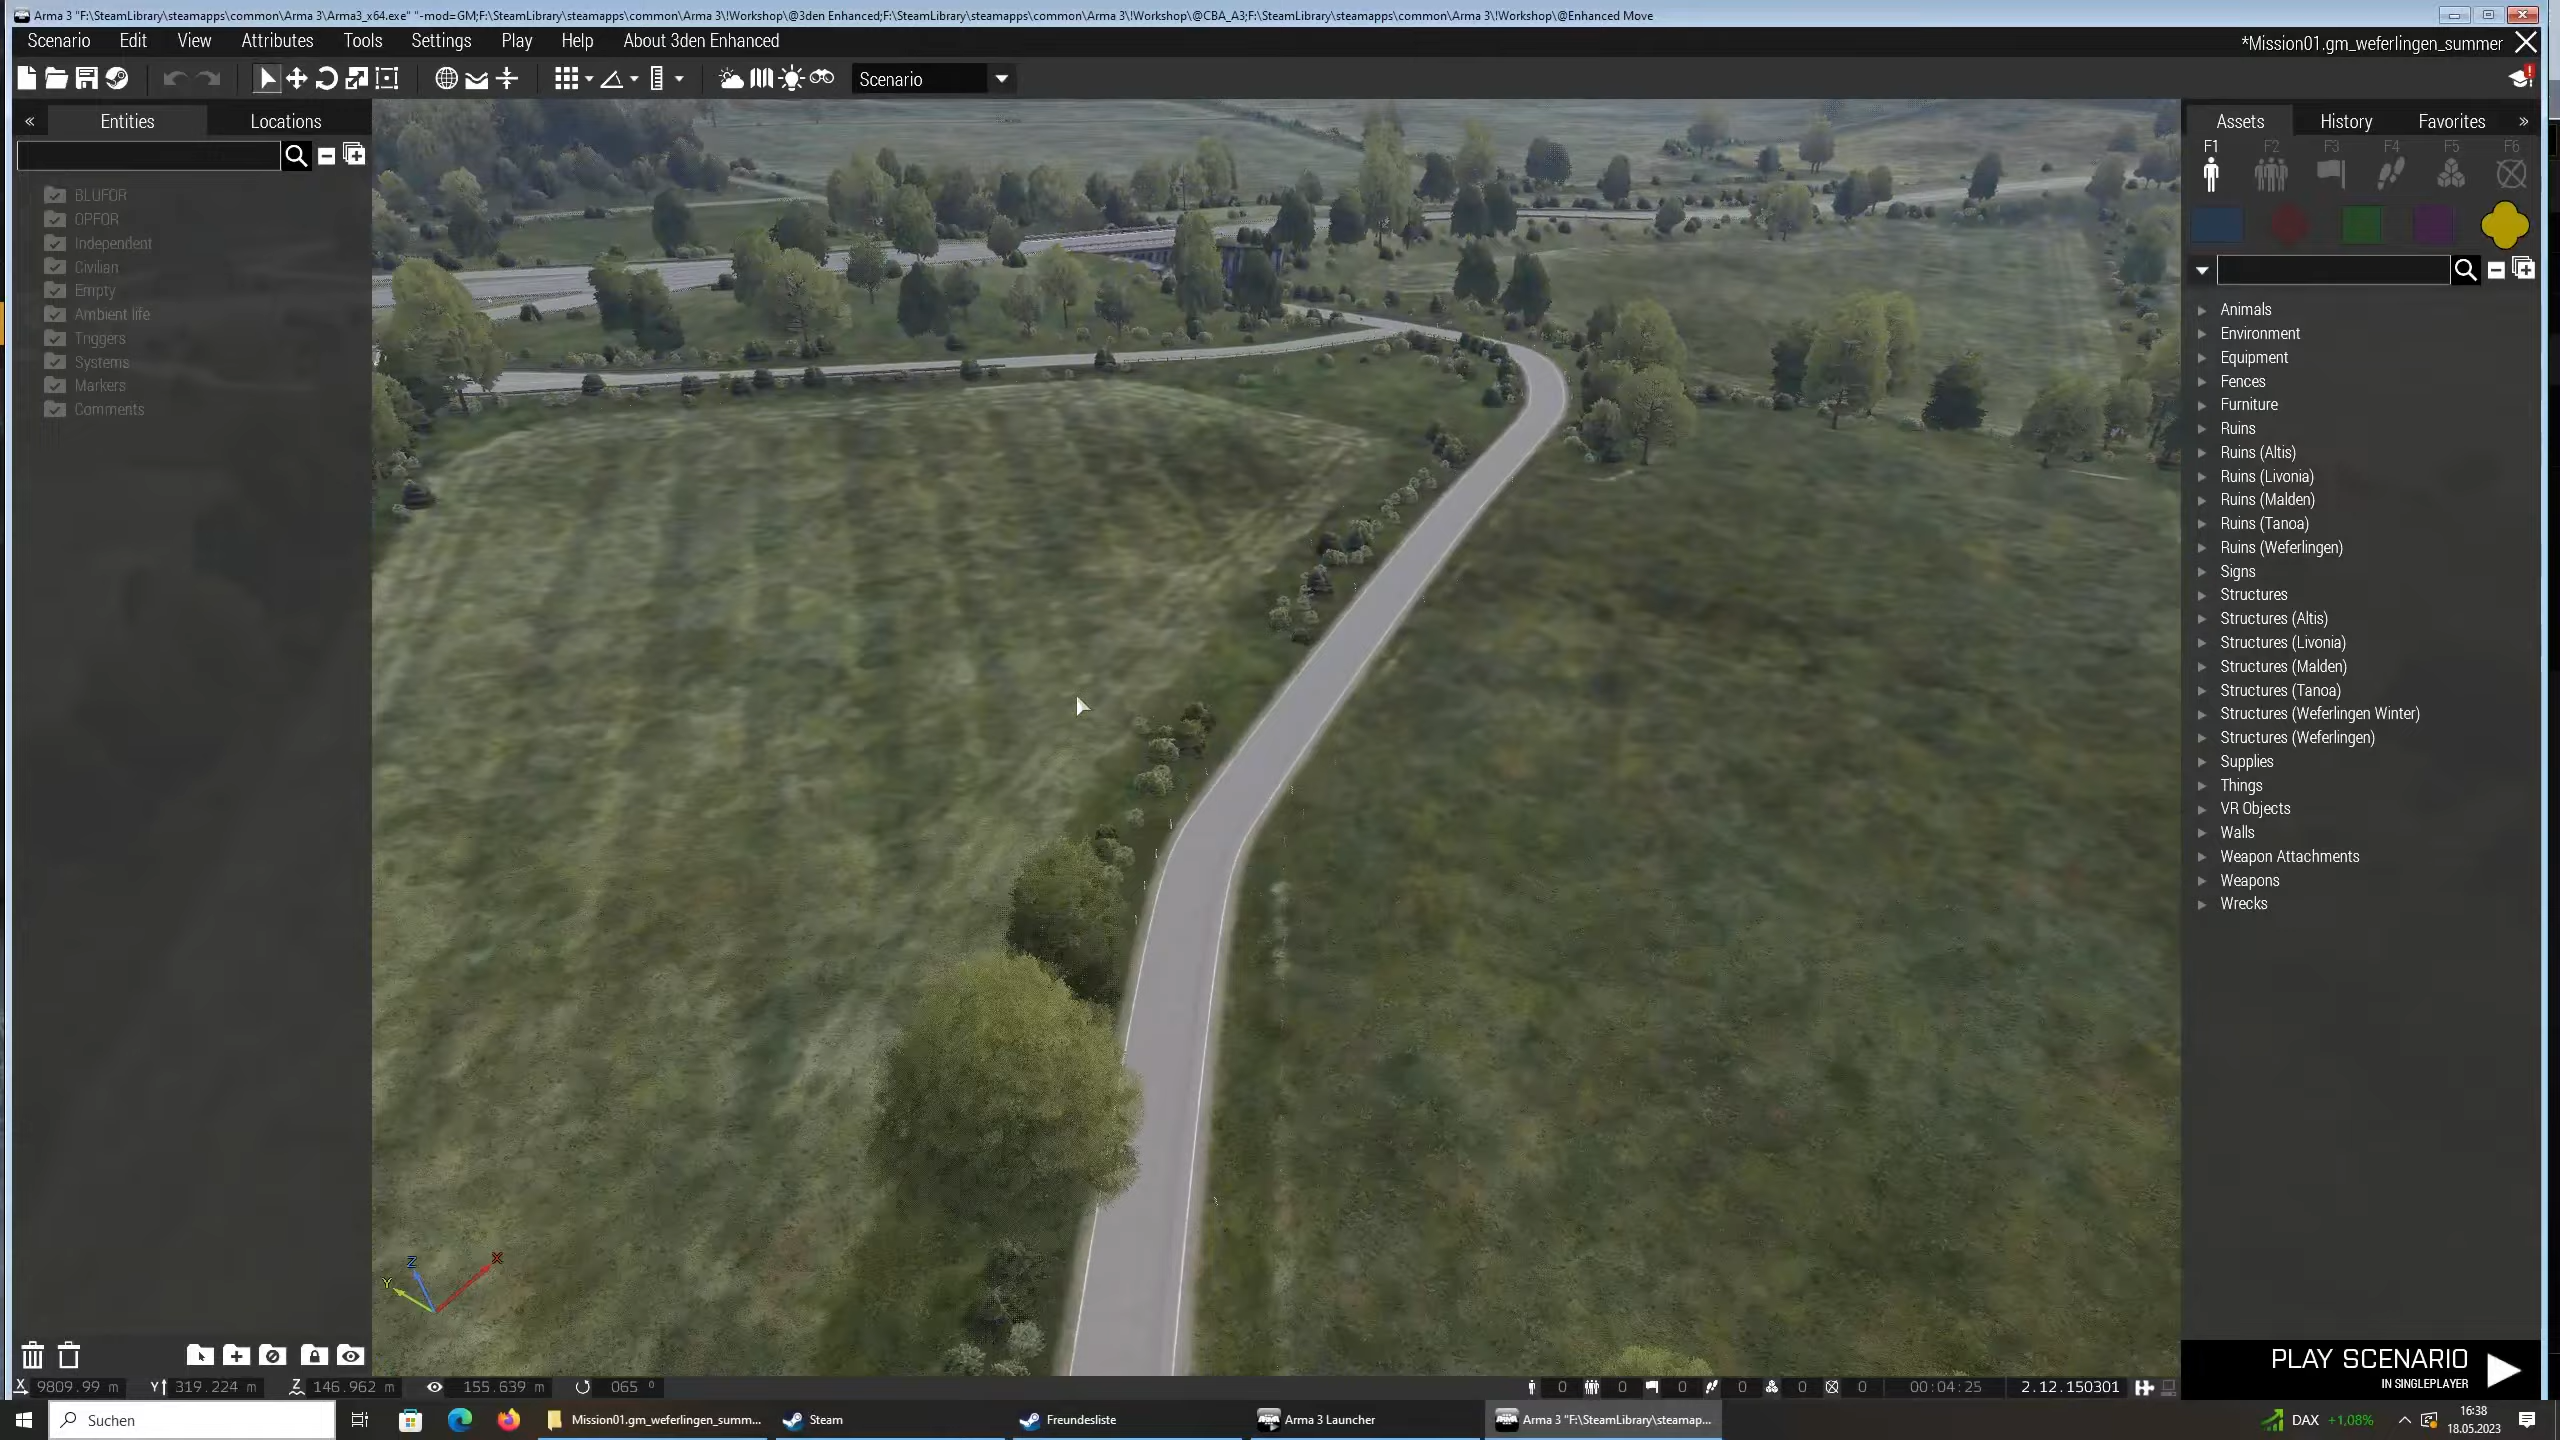 Arma 3 "F:\SteamLibrary\steamapps\common\Arma 3\Arma3_x64.exe" "-mod=GM;F:\SteamLibrary\steamapps\common\Arma 3\!Workshop\@3den Enhanced;F:\SteamLibrary\steamapps\common\Arma 3\!Workshop\@CBA_A3;F:\SteamLibrary\steamapps\common\Arma 3\!Workshop\@Enhanced Move
Scenario Edit View Attributes Tools Settings Play Help About 3den Enhanced
*Mission01.gm_weferlingen_summer
Scenario
Entities Locations
BLUFOR
OPFOR
Independent
Civilian
Empty
Ambient life
Triggers
Systems
Markers
Comments
Assets History Favorites
F1 F2 F3 F4 F5 F6
Animals
Environment
Equipment
Fences
Furniture
Ruins
Ruins (Altis)
Ruins (Livonia)
Ruins (Malden)
Ruins (Tanoa)
Ruins (Weferlingen)
Signs
Structures
Structures (Altis)
Structures (Livonia)
Structures (Malden)
Structures (Tanoa)
Structures (Weferlingen Winter)
Structures (Weferlingen)
Supplies
Things
VR Objects
Walls
Weapon Attachments
Weapons
Wrecks
Z X Y
PLAY SCENARIO
IN SINGLEPLAYER
X 9809.99 m Y 319.224 m Z 146.962 m 155.639 m 065 °
0 0 0 0 0 0 00:04:25 2.12.150301
Suchen
Mission01.gm_weferlingen_summ...
Steam
Freundesliste
Arma 3 Launcher
Arma 3 "F:\SteamLibrary\steamap...
DAX +1,08%
16:38
18.05.2023